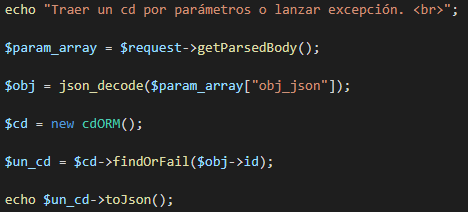 echo "Traer un cd por parámetros o lanzar excepción. <br>";
$param_array = $request->getParsedBody();
$obj = json_decode($param_array["obj_json"]);
$cd = new cdORM();
$un_cd = $cd->findOrFail($obj->id);
echo $un_cd->toJson();